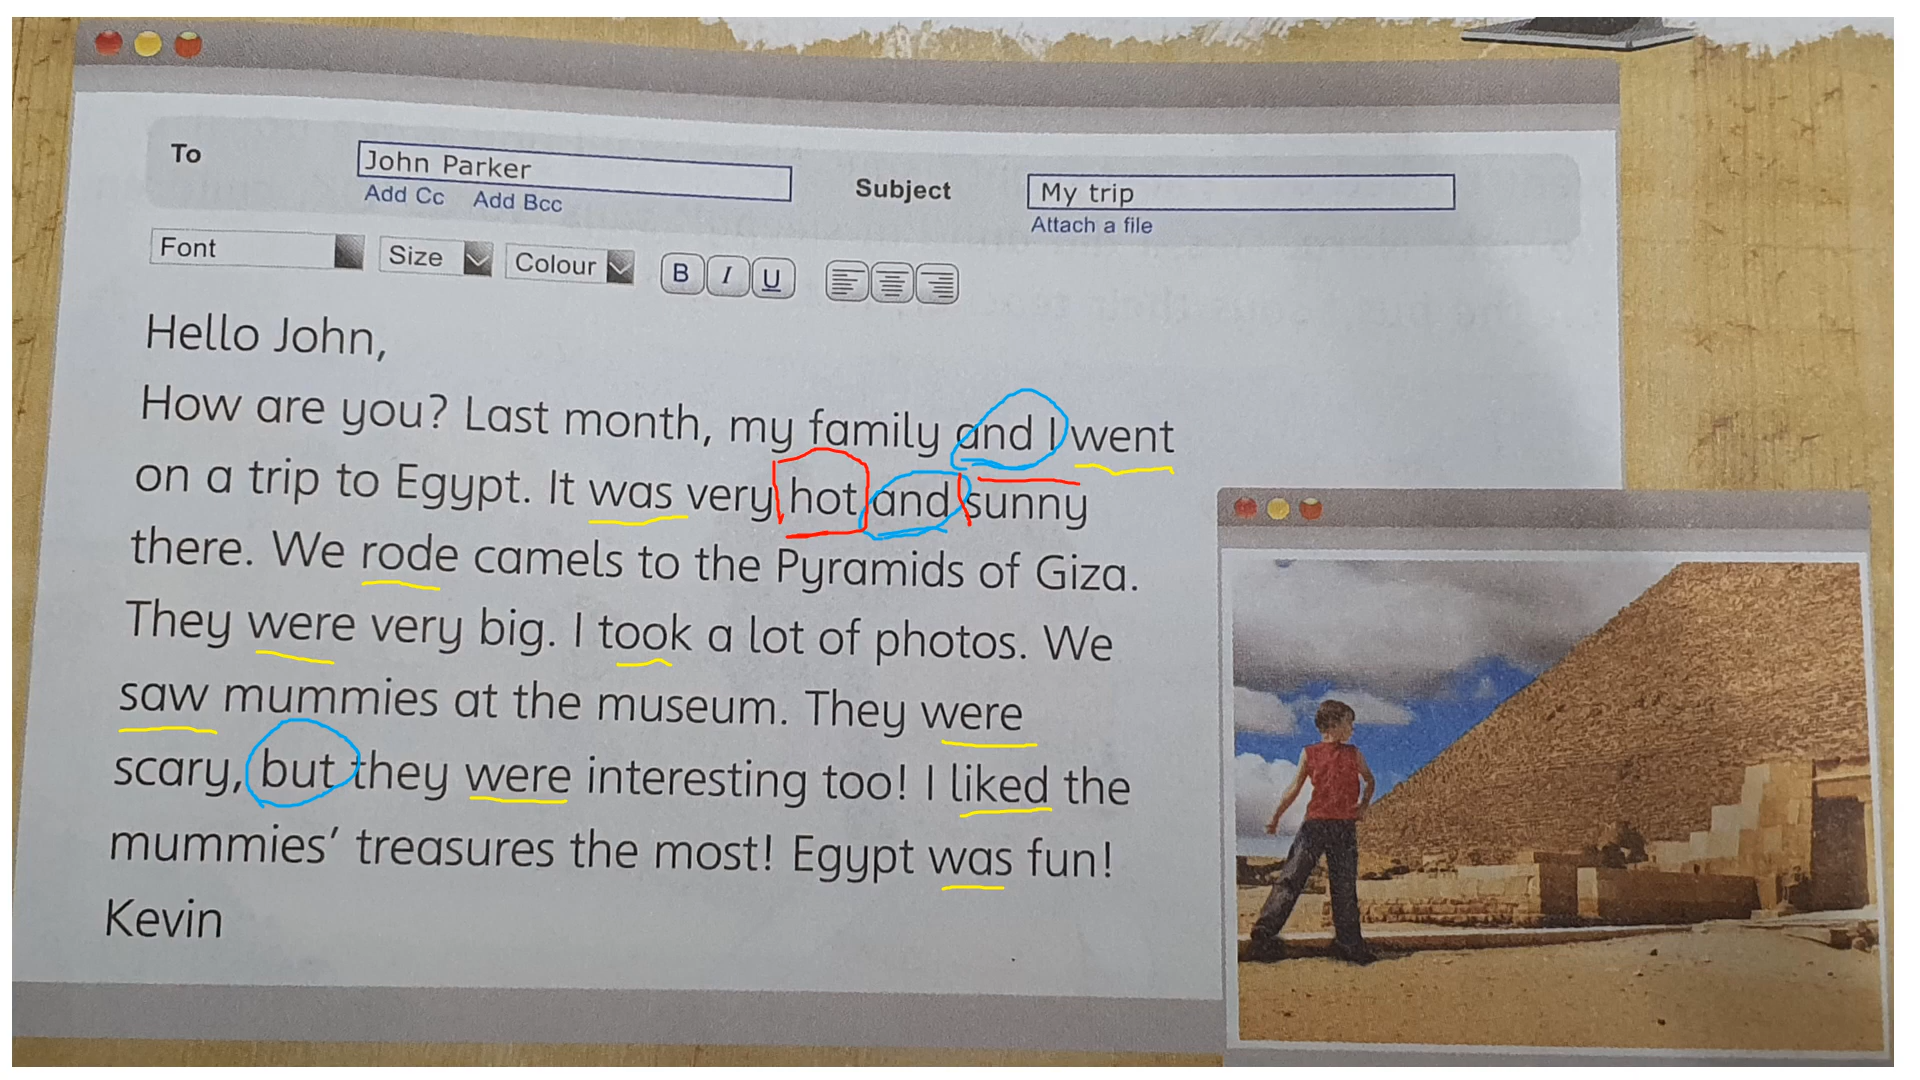 To
John Parker
Add Cc Add Bcc
Subject
My trip
Attach a file
Font
Size
Colour
B I U
Hello John,
How are you? Last month, my family and I went
on a trip to Egypt. It was very hot and sunny
there. We rode camels to the Pyramids of Giza.
They were very big. I took a lot of photos. We
saw mummies at the museum. They were
scary, but they were interesting too! I liked the
mummies’ treasures the most! Egypt was fun!
Kevin